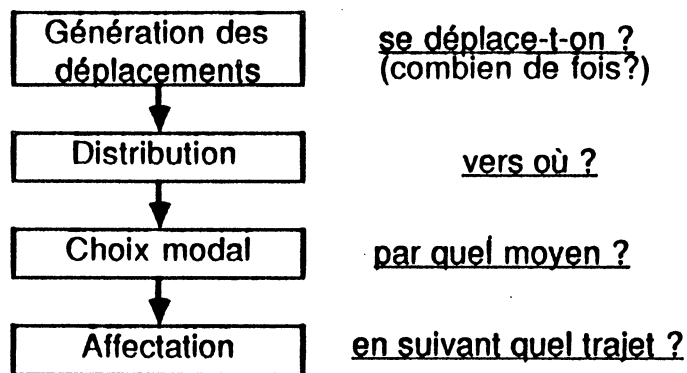 Génération des
déplacements
se déplace-t-on ?
(combien de fois?)
Distribution
vers où ?
Choix modal
par quel moyen ?
Affectation
en suivant quel trajet ?